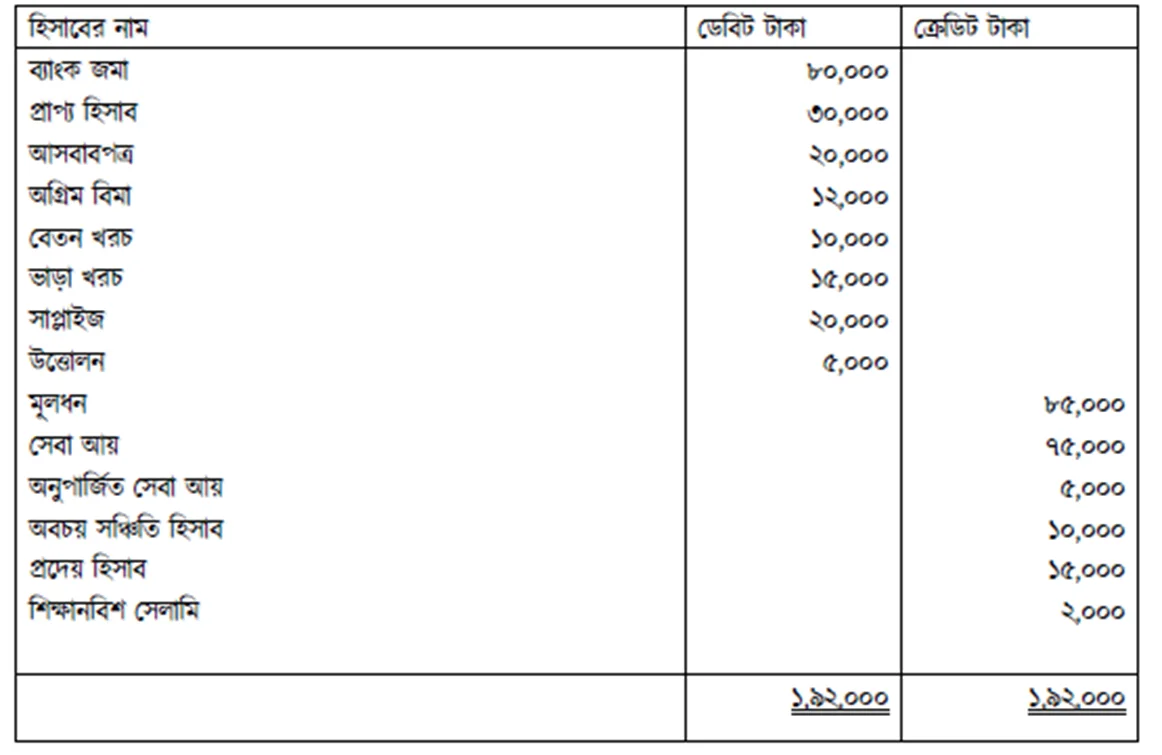 হিসাবের নাম ডেবিট টাকা ক্রেডিট টাকা
ব্যাংক জমা ৮০,০০০
প্রাপ্য হিসাব ৩০,০০০
আসবাবপত্র ২০,০০০
অগ্রিম বিমা ১২,০০০
বেতন খরচ ১০,০০০
ভাড়া খরচ ১৫,০০০
সাপ্লাইজ ২০,০০০
উত্তোলন ৫,০০০
মূলধন ৮৫,০০০
সেবা আয় ৭৫,০০০
অনুপার্জিত সেবা আয় ৫,০০০
অবচয় সঞ্চিতি হিসাব ১০,০০০
প্রদেয় হিসাব ১৫,০০০
শিক্ষানবিশ সেলামি ২,০০০
১,৯২,০০০ ১,৯২,০০০